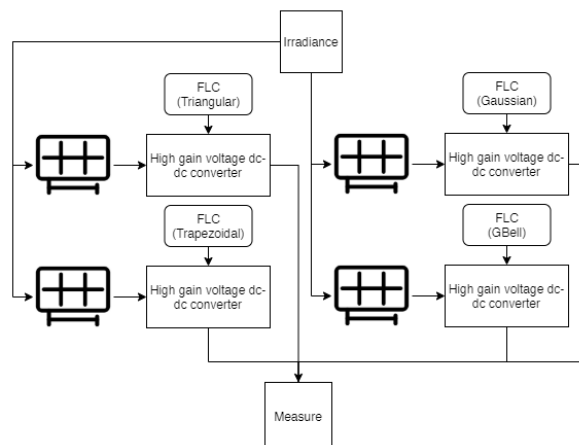 Irradiance
FLC
(Triangular)
FLC
(Gaussian)
High gain voltage dc-
dc converter
High gain voltage dc-
dc converter
FLC
(Trapezoidal)
FLC
(GBell)
High gain voltage dc-
dc converter
High gain voltage dc-
dc converter
Measure